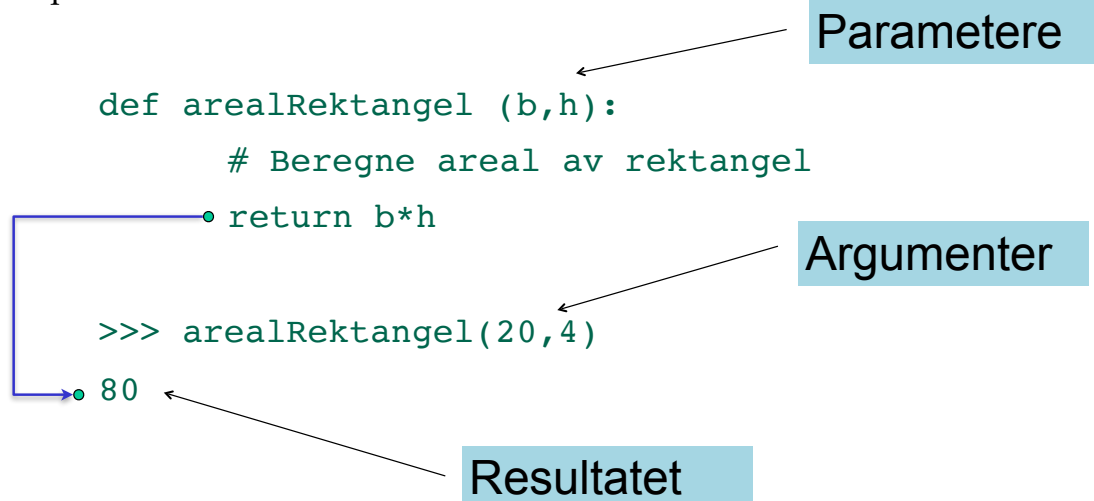 Parametere
def arealRektangel (b,h):
# Beregne areal av rektangel
return b*h
Argumenter
>>> arealRektangel(20,4)
80
Resultatet